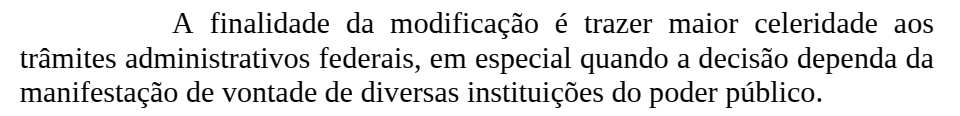 A finalidade da modificação é trazer maior celeridade aos
trâmites administrativos federais, em especial quando a decisão dependa da
manifestação de vontade de diversas instituições do poder público.